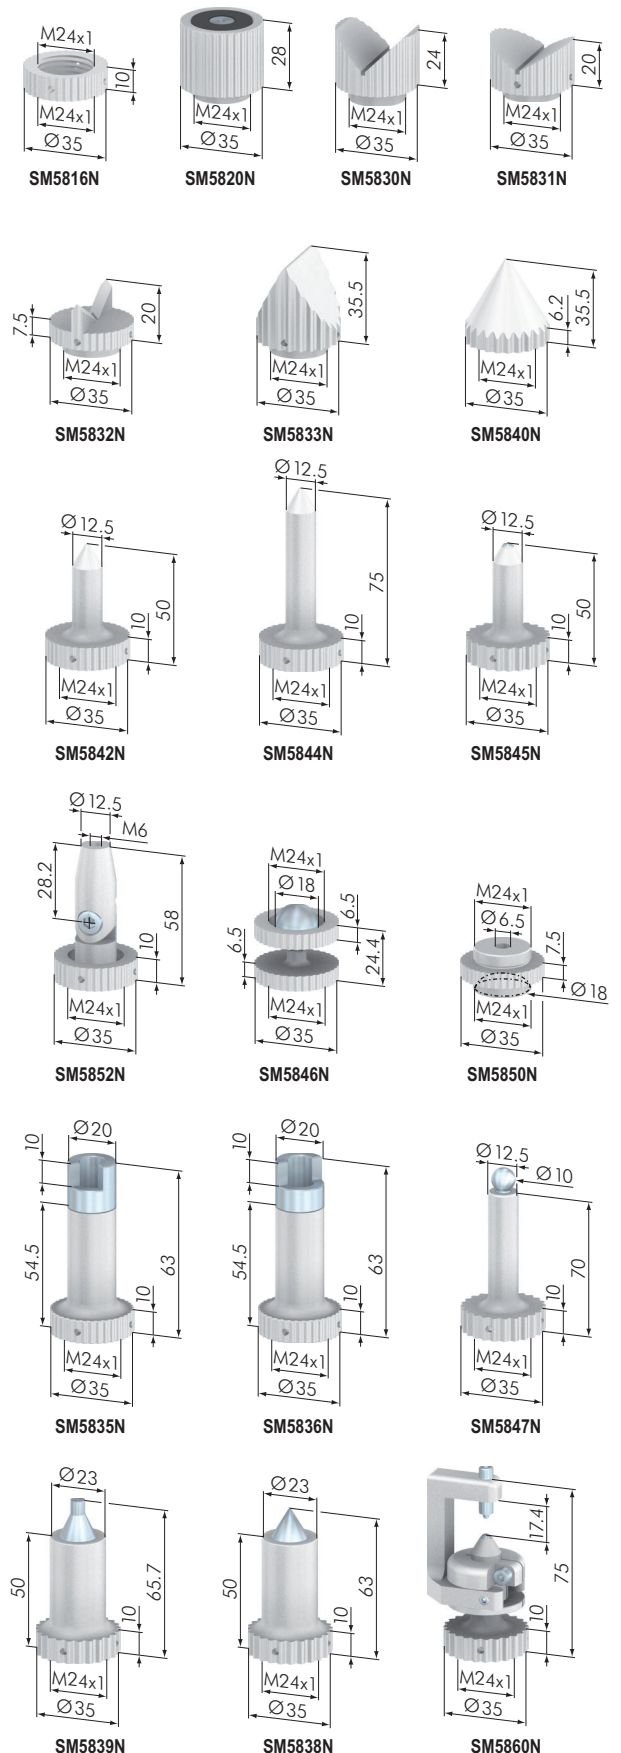 M24x1
10
M24x1
Ø35
SM5816N
28
M24x1
Ø35
SM5820N
24
M24x1
Ø35
SM5830N
20
M24x1
Ø35
SM5831N
7.5
20
M24x1
Ø35
SM5832N
35.5
M24x1
Ø35
SM5833N
6.2
35.5
M24x1
Ø35
SM5840N
Ø12.5
50
10
M24x1
Ø35
SM5842N
Ø12.5
75
10
M24x1
Ø35
SM5844N
Ø12.5
50
10
M24x1
Ø35
SM5845N
Ø12.5
M6
28.2
58
10
M24x1
Ø35
SM5852N
M24x1
Ø18
6.5
6.5
24.4
M24x1
Ø35
SM5846N
M24x1
Ø6.5
7.5
Ø18
M24x1
Ø35
SM5850N
Ø20
10
54.5
63
10
M24x1
Ø35
SM5835N
Ø20
10
54.5
63
10
M24x1
Ø35
SM5836N
Ø12.5
Ø10
70
10
M24x1
Ø35
SM5847N
Ø23
50
65.7
10
M24x1
Ø35
SM5839N
Ø23
50
63
10
M24x1
Ø35
SM5838N
17.4
75
10
M24x1
Ø35
SM5860N